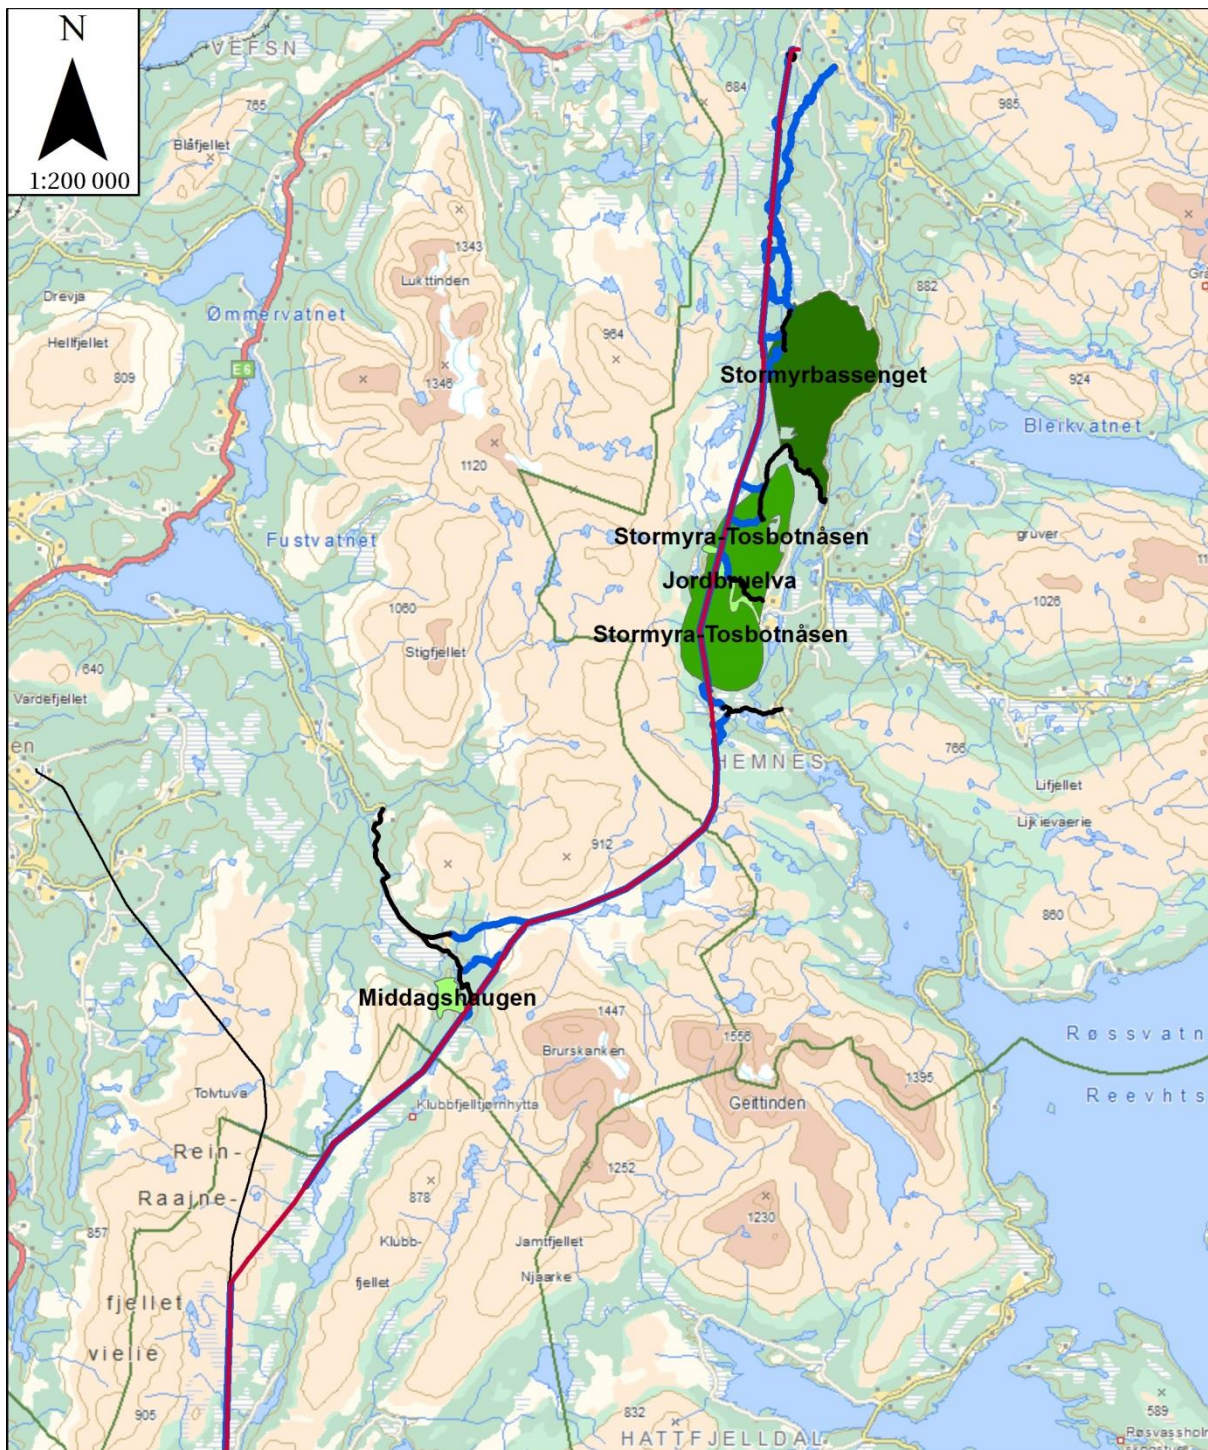 N
1:200 000
VEFSN
765
Blåfjellet
684
985
1343
Lukttinden
Drevja
Ømmervatnet
882
Hellfjellet
964
809
E6
1346
Stormyrbassenget
924
Bleikvatnet
1120
Fustvatnet
Stormyra-Tosbotnåsen
gruver
Jordbruelva
1060
1026
Stormyra-Tosbotnåsen
Stigfjellet
640
Vardefjellet
en
766
HEMNES
Lifjellet
Lijkievaerie
912
860
Middagshaugen
1447
Røssvatn
Brurskanken
1556
1395
Tolvtuva
Klubbfjelltjørnhytta
Geittinden
Reevhts
Rein-
1252
Raajne-
878
1230
857
Klubb-
Jamtfjellet
fjellet
Njaarke
fjellet
vielie
905
832
589
HATTFJELLDAL
Røsvassholm